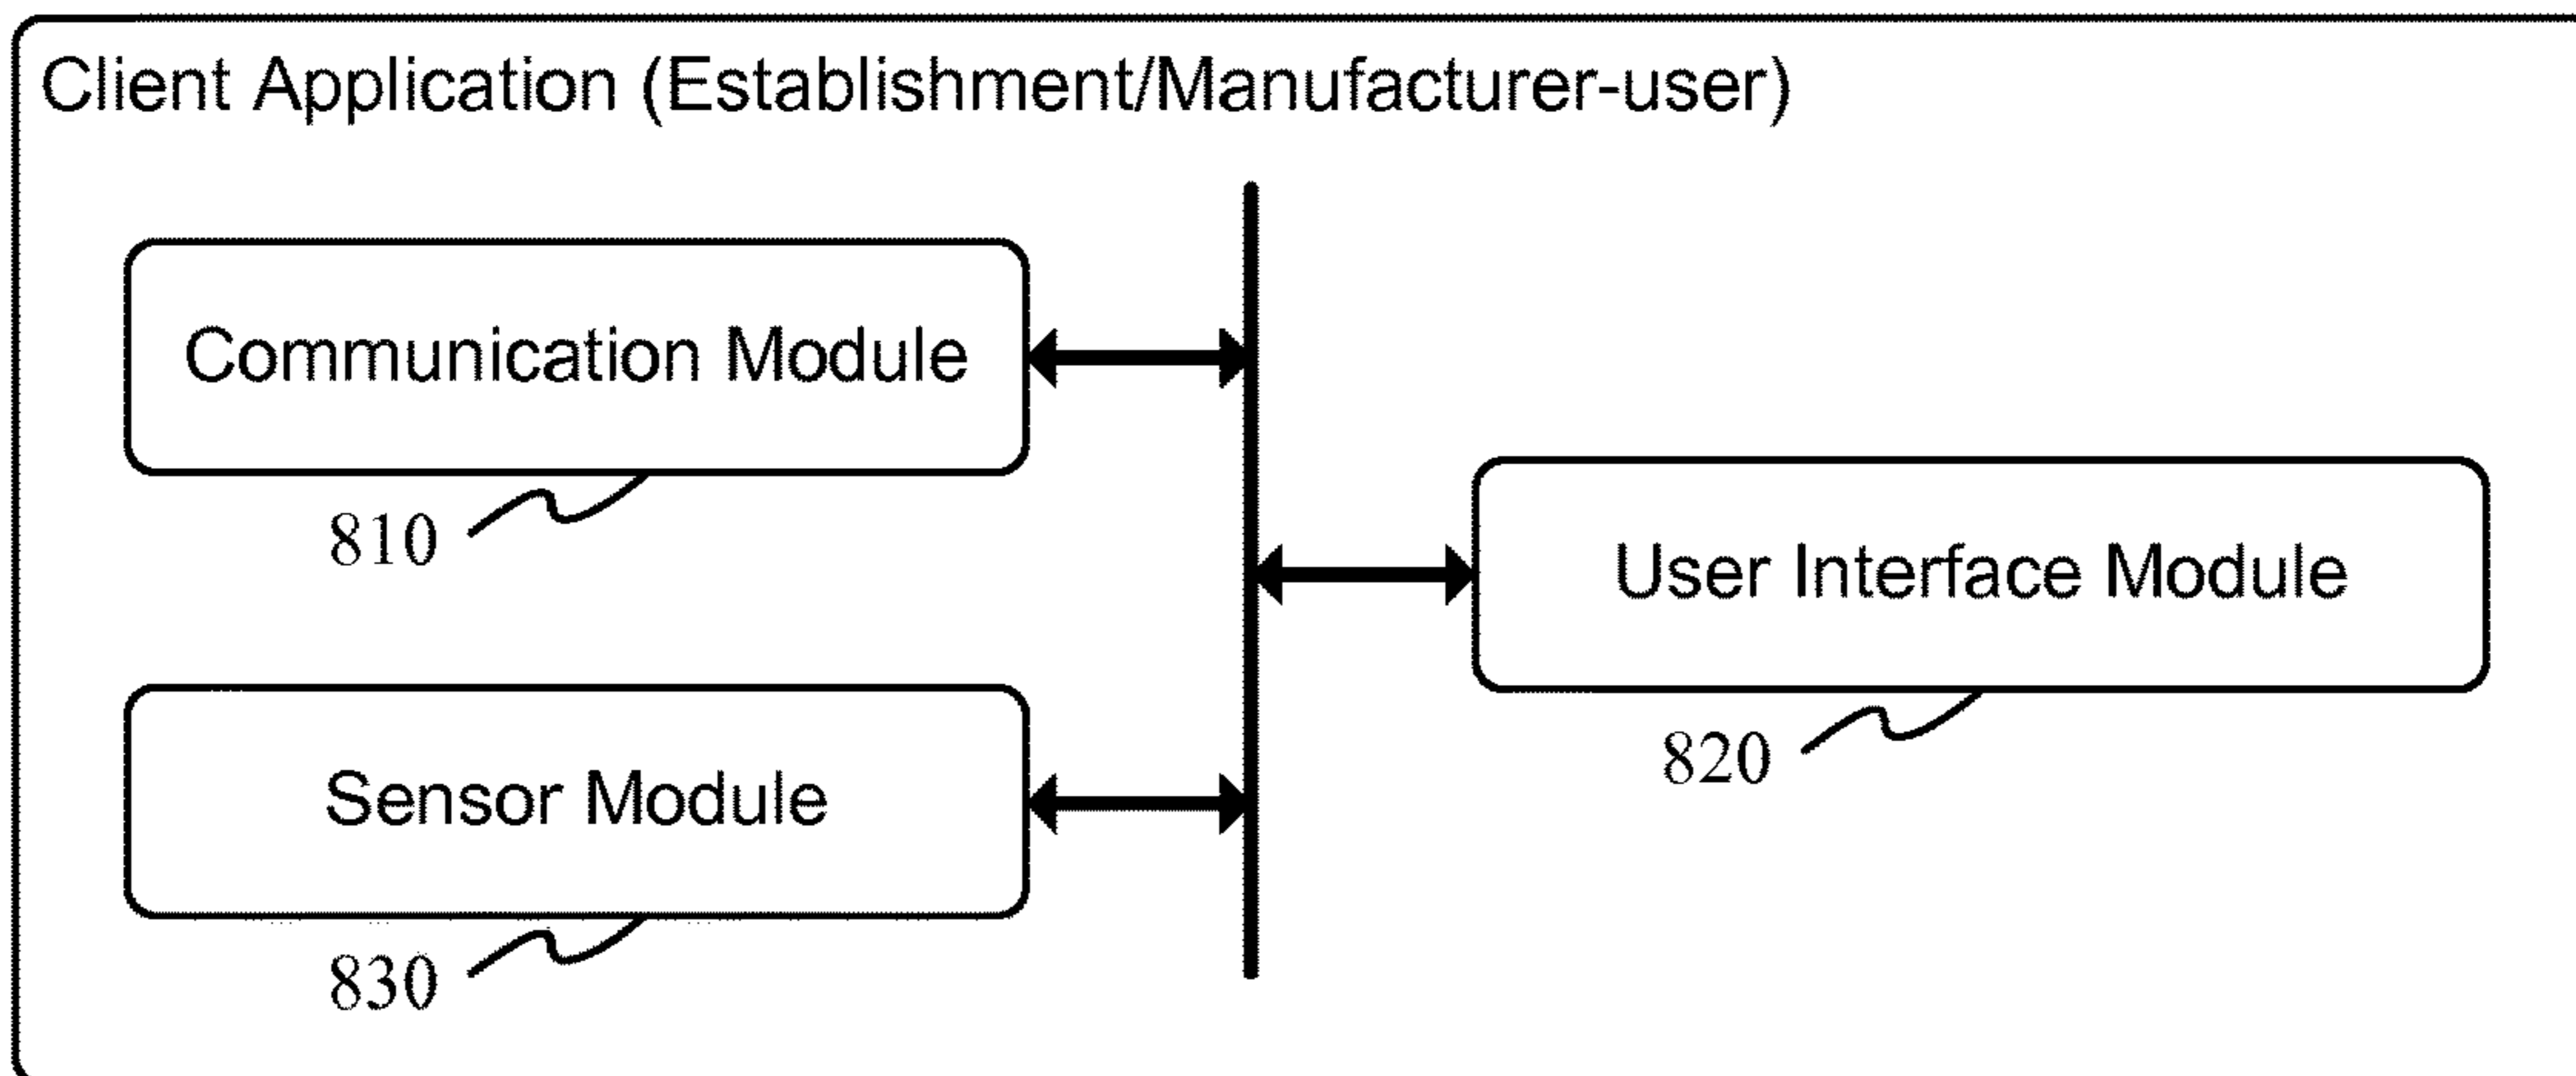 Client Application (Establishment/Manufacturer-user)
Communication Module
810
User Interface Module
820
Sensor Module
830